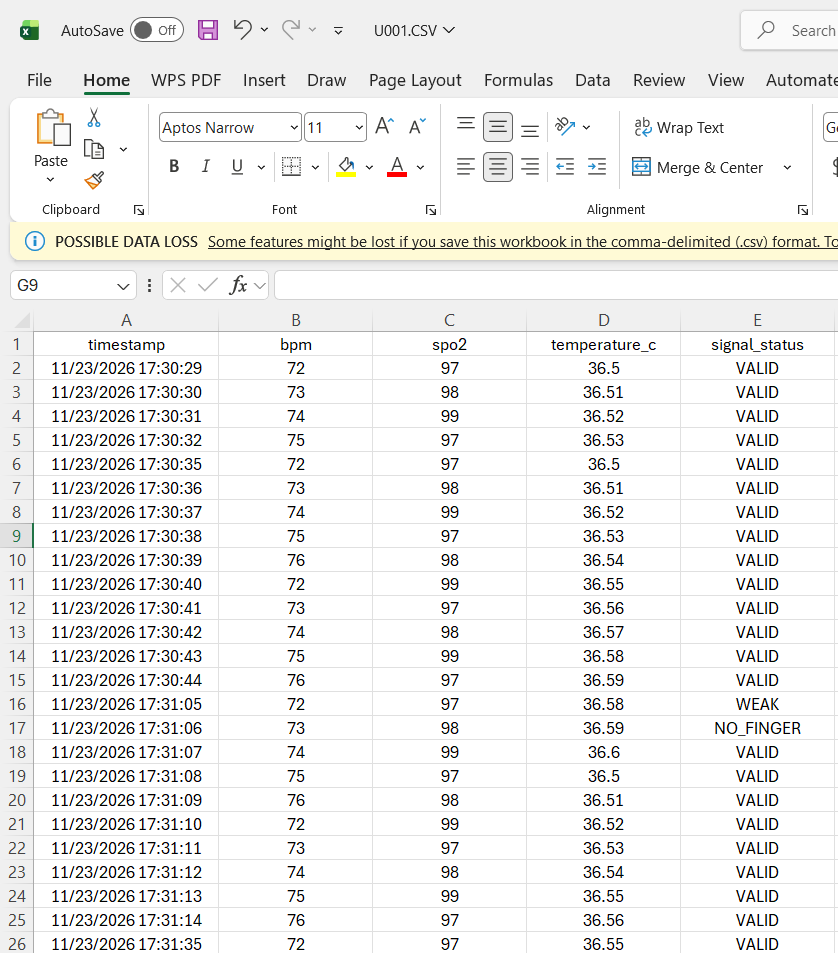 AutoSave Off U001.CSV Search
File Home WPS PDF Insert Draw Page Layout Formulas Data Review View Automate
Paste Aptos Narrow 11 A^ A˅ ab c Wrap Text
B I U A Merge & Center
Clipboard Font Alignment
POSSIBLE DATA LOSS Some features might be lost if you save this workbook in the comma-delimited (.csv) format. To
G9 fx
A B C D E
1 timestamp bpm spo2 temperature_c signal_status
2 11/23/2026 17:30:29 72 97 36.5 VALID
3 11/23/2026 17:30:30 73 98 36.51 VALID
4 11/23/2026 17:30:31 74 99 36.52 VALID
5 11/23/2026 17:30:32 75 97 36.53 VALID
6 11/23/2026 17:30:35 72 97 36.5 VALID
7 11/23/2026 17:30:36 73 98 36.51 VALID
8 11/23/2026 17:30:37 74 99 36.52 VALID
9 11/23/2026 17:30:38 75 97 36.53 VALID
10 11/23/2026 17:30:39 76 98 36.54 VALID
11 11/23/2026 17:30:40 72 99 36.55 VALID
12 11/23/2026 17:30:41 73 97 36.56 VALID
13 11/23/2026 17:30:42 74 98 36.57 VALID
14 11/23/2026 17:30:43 75 99 36.58 VALID
15 11/23/2026 17:30:44 76 97 36.59 VALID
16 11/23/2026 17:31:05 72 97 36.58 WEAK
17 11/23/2026 17:31:06 73 98 36.59 NO_FINGER
18 11/23/2026 17:31:07 74 99 36.6 VALID
19 11/23/2026 17:31:08 75 97 36.5 VALID
20 11/23/2026 17:31:09 76 98 36.51 VALID
21 11/23/2026 17:31:10 72 99 36.52 VALID
22 11/23/2026 17:31:11 73 97 36.53 VALID
23 11/23/2026 17:31:12 74 98 36.54 VALID
24 11/23/2026 17:31:13 75 99 36.55 VALID
25 11/23/2026 17:31:14 76 97 36.56 VALID
26 11/23/2026 17:31:35 72 97 36.55 VALID